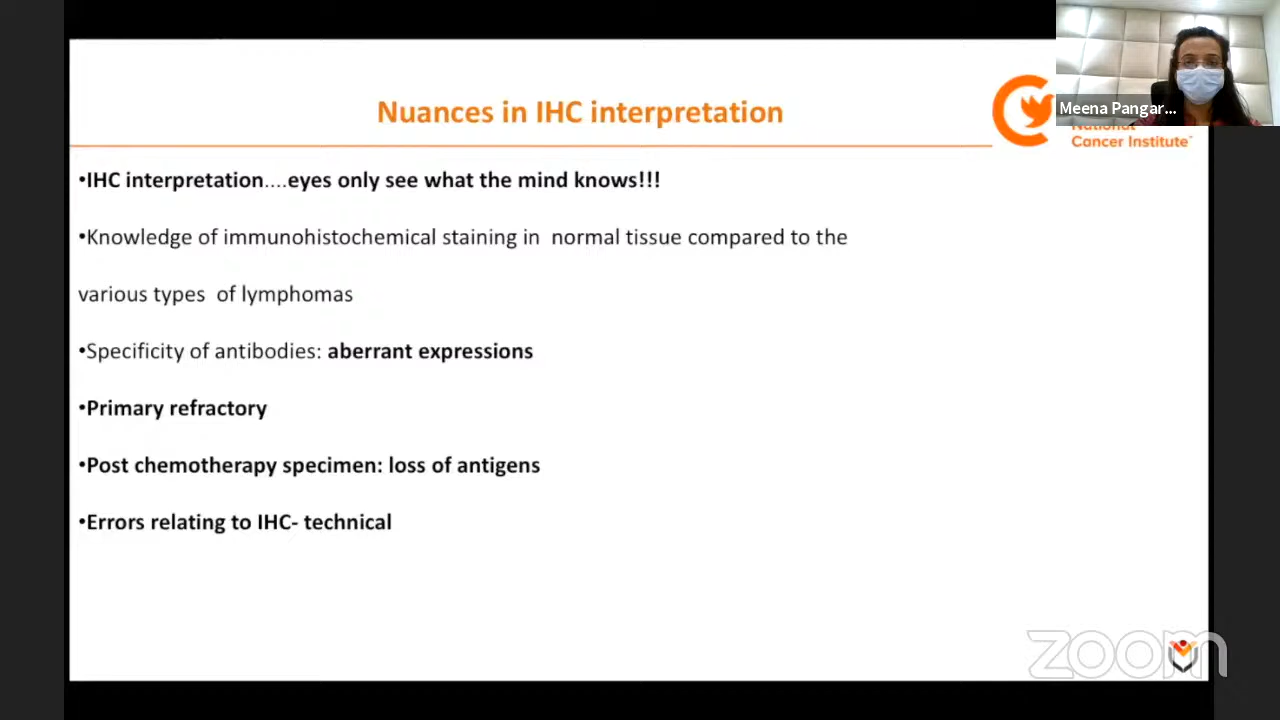 Meena Pangar...
Nuances in IHC interpretation
National
Cancer Institute
•IHC interpretation....eyes only see what the mind knows!!!
•Knowledge of immunohistochemical staining in normal tissue compared to the
various types of lymphomas
•Specificity of antibodies: aberrant expressions
•Primary refractory
•Post chemotherapy specimen: loss of antigens
•Errors relating to IHC- technical
zoom